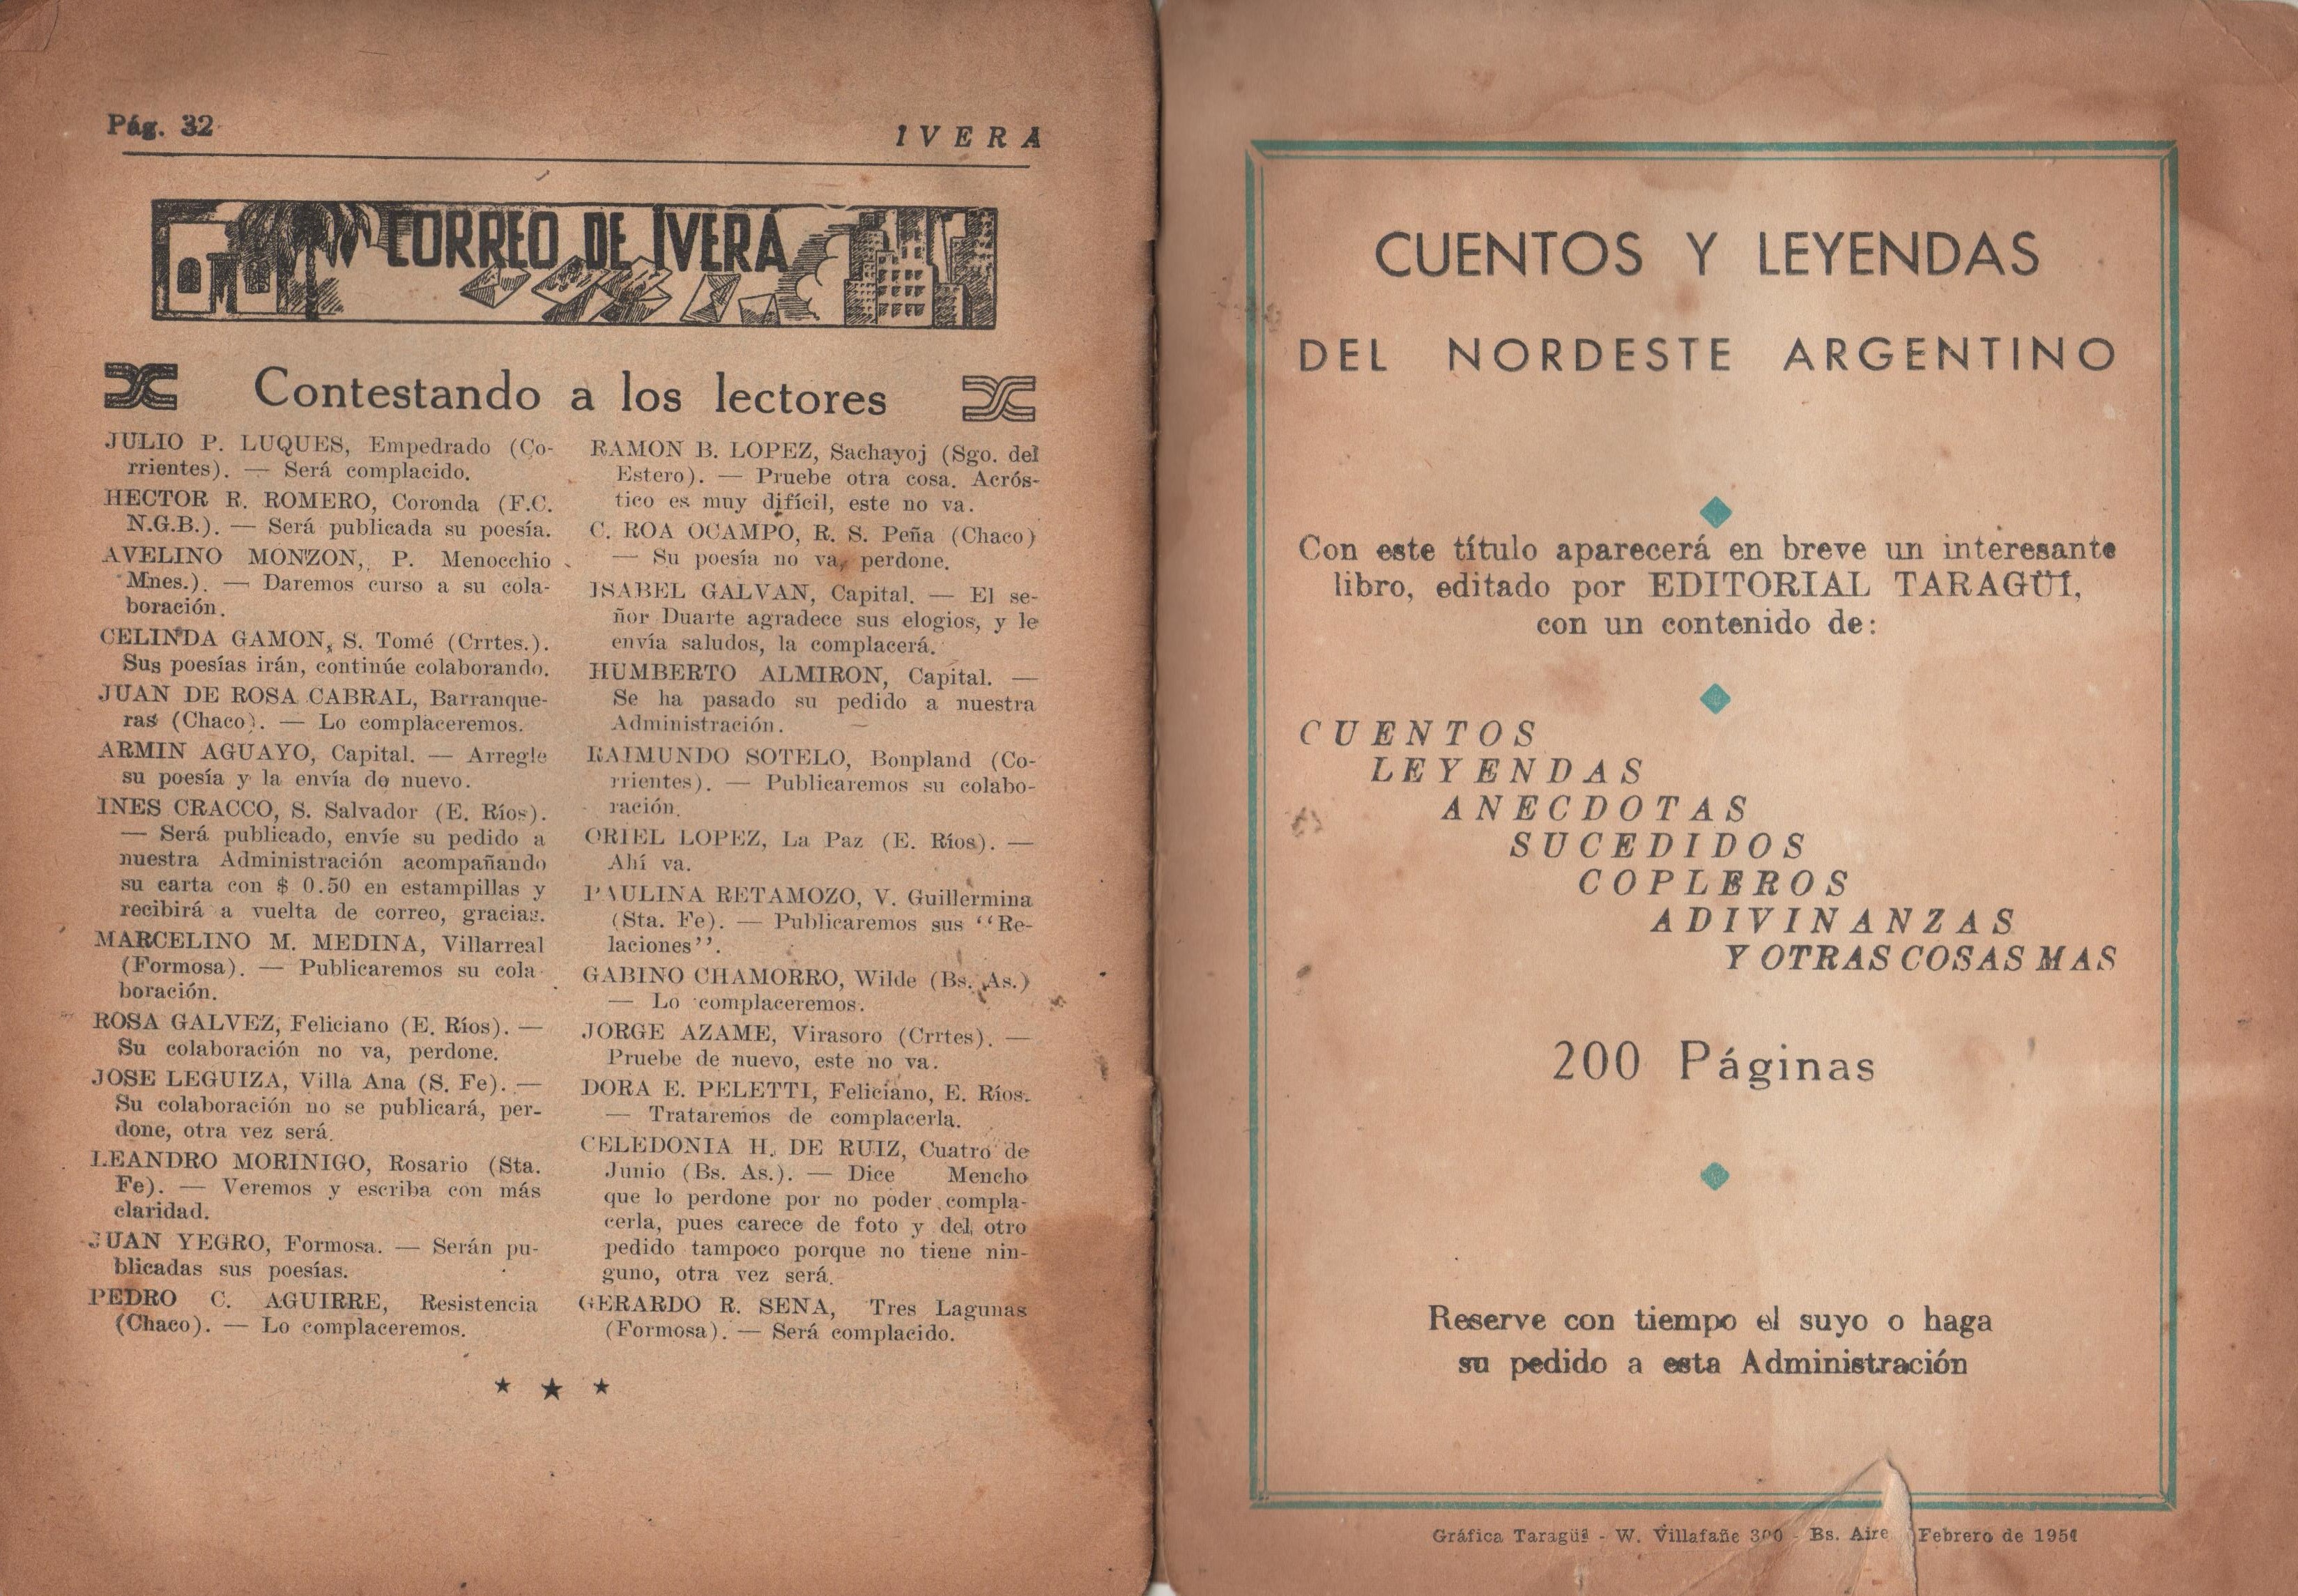 Pág. 32
IVERA
CORREO DE IVERÁ
Contestando a los lectores
JULIO P. LUQUES, Empedrado (Co-
rrientes). — Será complacido.
HECTOR R. ROMERO, Coronda (F.C.
N.G.B.). — Será publicada su poesía.
AVELINO MONZON, P. Menocchio
Mnes.). — Daremos curso a su cola-
boración.
CELINDA GAMON, S. Tomé (Crrtes.).
Sus poesías irán, continúe colaborando.
JUAN DE ROSA CABRAL, Barranque-
ras (Chaco). — Lo complaceremos.
ARMIN AGUAYO, Capital. — Arregle
su poesía y la envía de nuevo.
INES CRACCO, S. Salvador (E. Ríos).
— Será publicado, envíe su pedido a
nuestra Administración acompañando
su carta con $ 0.50 en estampillas y
recibirá a vuelta de correo, gracias.
MARCELINO M. MEDINA, Villarreal
(Formosa). — Publicaremos su cola-
boración.
ROSA GALVEZ, Feliciano (E. Ríos). —
Su colaboración no va, perdone.
JOSE LEGUIZA, Villa Ana (S. Fe). —
Su colaboración no se publicará, per-
done, otra vez será.
LEANDRO MORINIGO, Rosario (Sta.
Fe). — Veremos y escriba con más
claridad.
JUAN YEGRO, Formosa. — Serán pu-
blicadas sus poesías.
PEDRO C. AGUIRRE, Resistencia
(Chaco). — Lo complaceremos.
RAMON B. LOPEZ, Sachayoj (Sgo. del
Estero). — Pruebe otra cosa. Acrós-
tico es muy difícil, este no va.
C. ROA OCAMPO, R. S. Peña (Chaco)
— Su poesía no va, perdone.
ISABEL GALVAN, Capital. — El se-
ñor Duarte agradece sus elogios, y le
envía saludos, la complacerá.
HUMBERTO ALMIRON, Capital. —
Se ha pasado su pedido a nuestra
Administración.
RAIMUNDO SOTELO, Bonpland (Co-
rrientes). — Publicaremos su colabo-
ración.
ORIEL LOPEZ, La Paz (E. Ríos). —
Ahí va.
PAULINA RETAMOZO, V. Guillermina
(Sta. Fe). — Publicaremos sus ‘‘Re-
laciones’’.
GABINO CHAMORRO, Wilde (Bs. As.)
— Lo complaceremos.
JORGE AZAME, Virasoro (Crrtes). —
Pruebe de nuevo, este no va.
DORA E. PELETTI, Feliciano, E. Ríos.
— Trataremos de complacerla.
CELEDONIA H. DE RUIZ, Cuatro de
Junio (Bs. As.). — Dice Mencho
que lo perdone por no poder compla-
cerla, pues carece de foto y del otro
pedido tampoco porque no tiene nin-
guno, otra vez será.
GERARDO R. SENA, Tres Lagunas
(Formosa). — Será complacido.
CUENTOS Y LEYENDAS
DEL NORDESTE ARGENTINO
Con este título aparecerá en breve un interesante
libro, editado por EDITORIAL TARAGÜÍ,
con un contenido de:
CUENTOS
LEYENDAS
ANECDOTAS
SUCEDIDOS
COPLEROS
ADIVINANZAS
Y OTRAS COSAS MAS
200 Páginas
Reserve con tiempo el suyo o haga
su pedido a esta Administración
Gráfica Taragüí - W. Villafañe 300 - Bs. Aire Febrero de